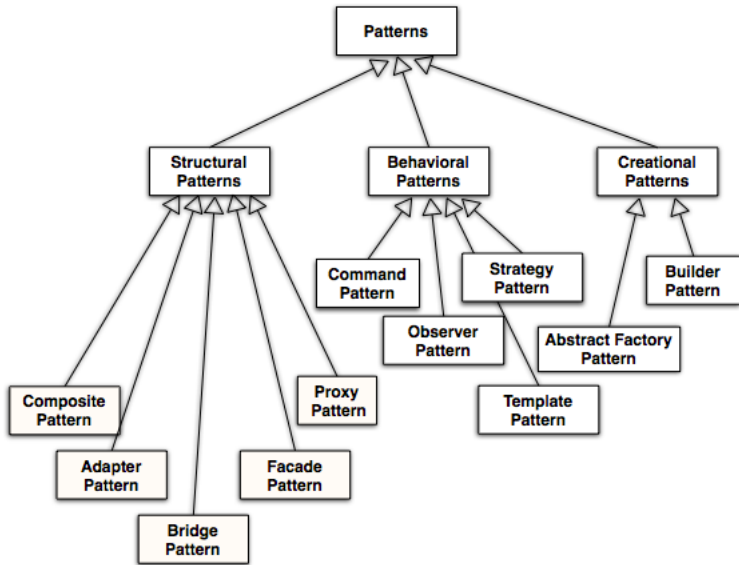 Patterns
Structural
Patterns
Behavioral
Patterns
Creational
Patterns
Command
Pattern
Strategy
Pattern
Builder
Pattern
Observer
Pattern
Abstract Factory
Pattern
Composite
Pattern
Proxy
Pattern
Template
Pattern
Adapter
Pattern
Facade
Pattern
Bridge
Pattern